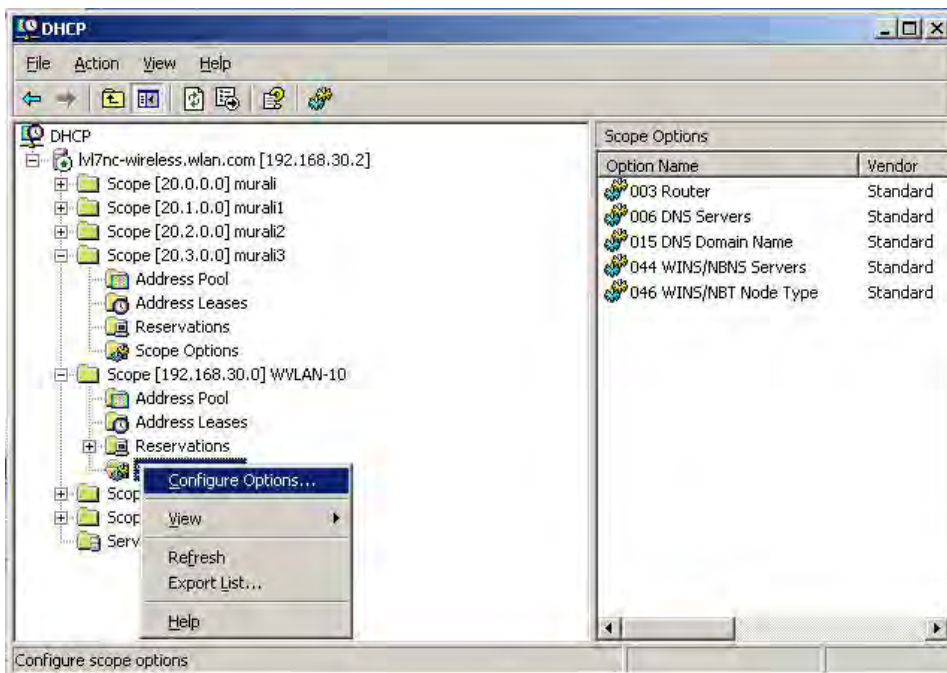 DHCP
File Action View Help
DHCP
lvl7nc-wireless.wlan.com [192.168.30.2]
Scope [20.0.0.0] murali
Scope [20.1.0.0] murali1
Scope [20.2.0.0] murali2
Scope [20.3.0.0] murali3
Address Pool
Address Leases
Reservations
Scope Options
Scope [192.168.30.0] WVLAN-10
Address Pool
Address Leases
Reservations
Scop
Scop
Serv
Configure Options...
View
Refresh
Export List...
Help
Scope Options
Option Name Vendor
003 Router Standard
006 DNS Servers Standard
015 DNS Domain Name Standard
044 WINS/NBNS Servers Standard
046 WINS/NBT Node Type Standard
Configure scope options